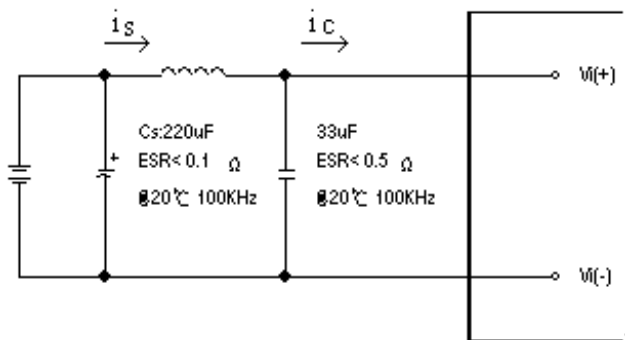 is
ic
Vi(+)
Cs:220uF
ESR< 0.1 Ω
@20℃ 100KHz
33uF
ESR< 0.5 Ω
@20℃ 100KHz
+
Vi(-)